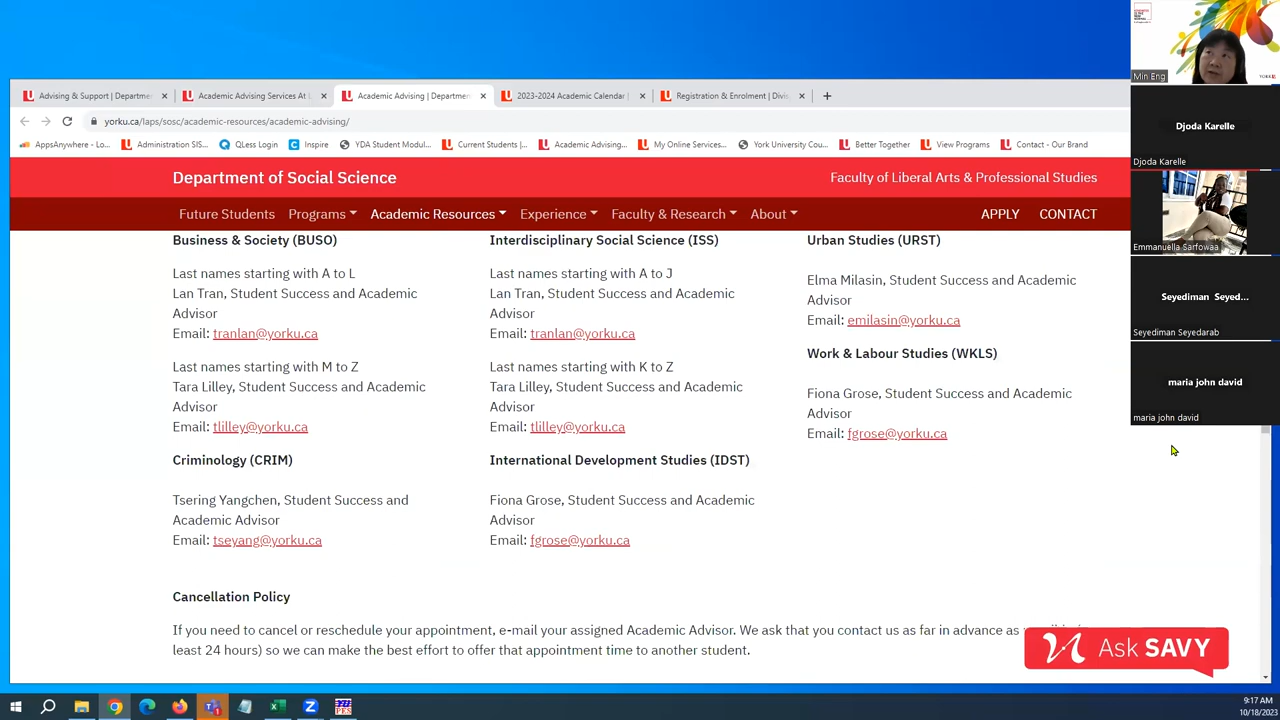 Advising & Support | Departmen
Academic Advising Services At L
Academic Advising | Departmen
2023-2024 Academic Calendar |
Registration & Enrolment | Divis
yorku.ca/laps/sosc/academic-resources/academic-advising/
AppsAnywhere - Lo...
Administration SIS...
QLess Login
Inspire
YDA Student Modul...
Current Students |...
Academic Advising...
My Online Services...
York University Cou...
Better Together
View Programs
Contact - Our Brand
Department of Social Science
Faculty of Liberal Arts & Professional Studies
Future Students
Programs
Academic Resources
Experience
Faculty & Research
About
APPLY
CONTACT
Business & Society (BUSO)
Last names starting with A to L
Lan Tran, Student Success and Academic
Advisor
Email: tranlan@yorku.ca
Last names starting with M to Z
Tara Lilley, Student Success and Academic
Advisor
Email: tlilley@yorku.ca
Criminology (CRIM)
Tsering Yangchen, Student Success and
Academic Advisor
Email: tseyang@yorku.ca
Interdisciplinary Social Science (ISS)
Last names starting with A to J
Lan Tran, Student Success and Academic
Advisor
Email: tranlan@yorku.ca
Last names starting with K to Z
Tara Lilley, Student Success and Academic
Advisor
Email: tlilley@yorku.ca
International Development Studies (IDST)
Fiona Grose, Student Success and Academic
Advisor
Email: fgrose@yorku.ca
Urban Studies (URST)
Elma Milasin, Student Success and Academic
Advisor
Email: emilasin@yorku.ca
Work & Labour Studies (WKLS)
Fiona Grose, Student Success and Academic
Advisor
Email: fgrose@yorku.ca
Cancellation Policy
If you need to cancel or reschedule your appointment, e-mail your assigned Academic Advisor. We ask that you contact us as far in advance as
least 24 hours) so we can make the best effort to offer that appointment time to another student.
Ask SAVY
Min Eng
Djoda Karelle
Djoda Karelle
Emmanuella Sarfowaa
Seyediman Seyed...
Seyediman Seyedarab
maria john david
maria john david
9:17 AM
10/18/2023